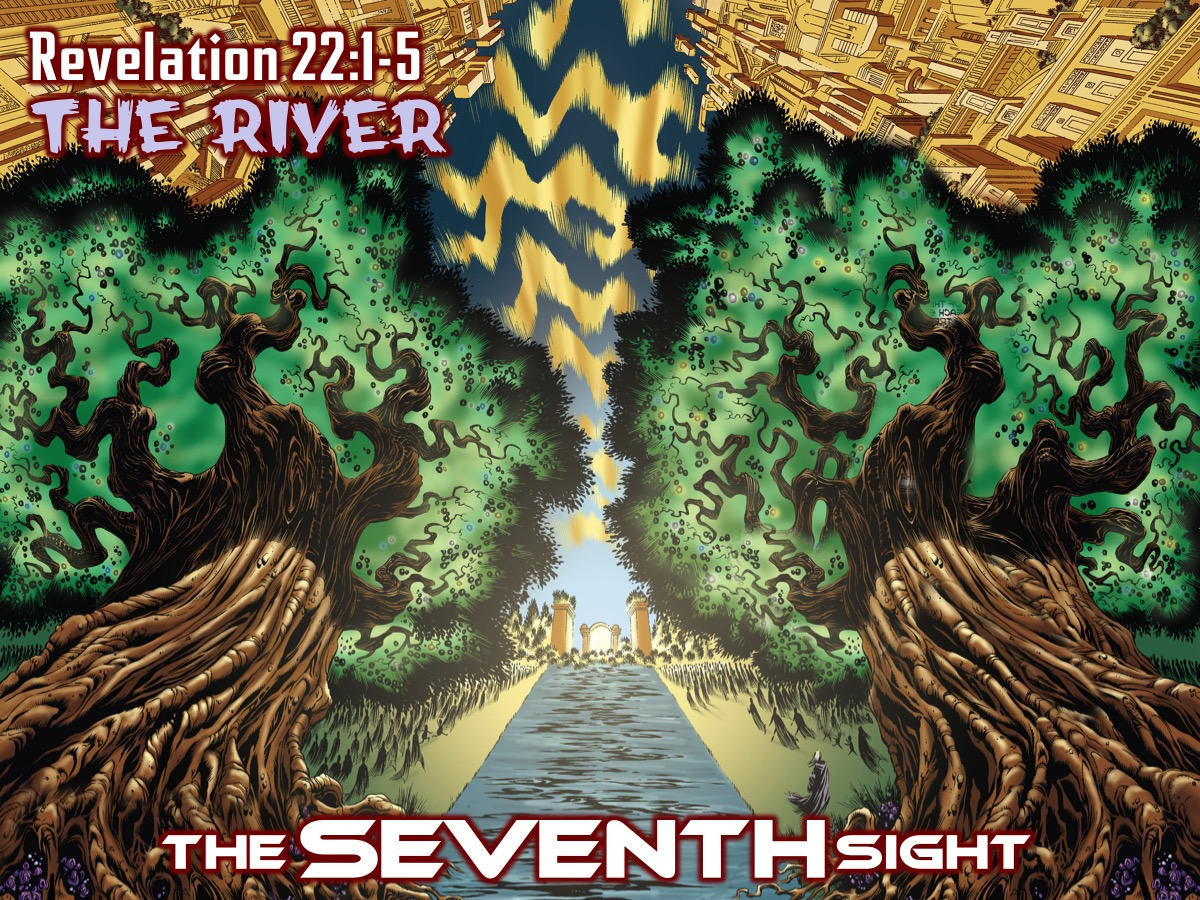 Revelation 22:1-5
THE RIVER
THE SEVENTH SIGHT